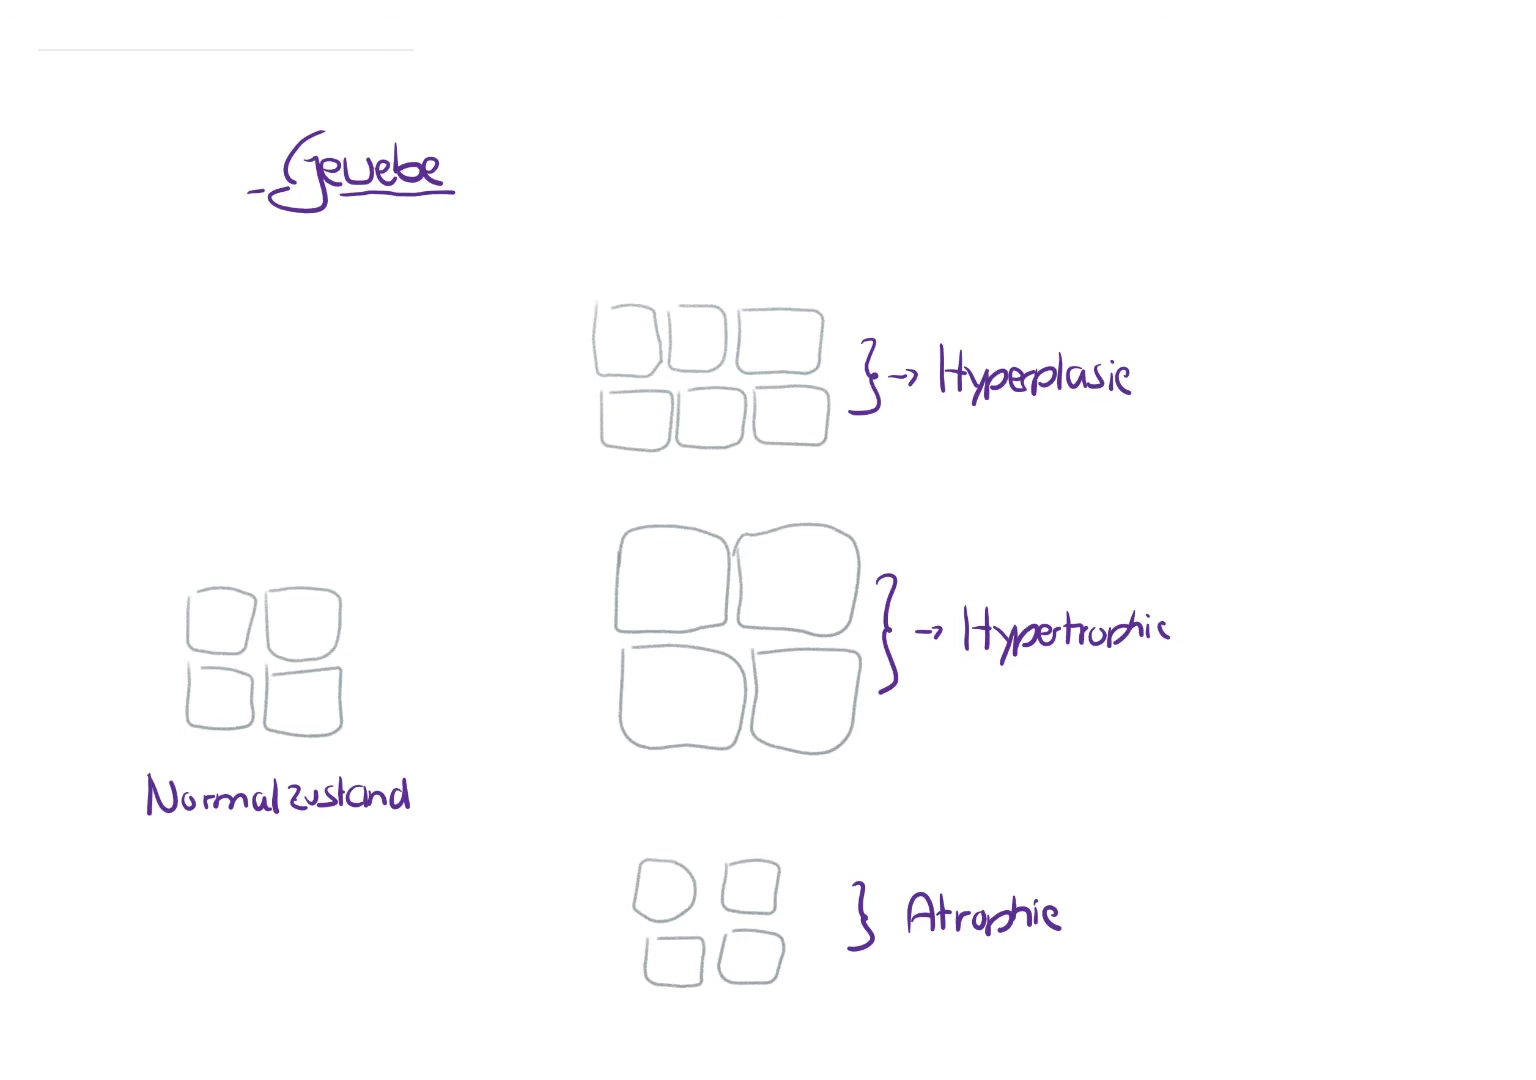 - Gewebe
} → Hyperplasie
} → Hypertrophie
Normalzustand
} Atrophie